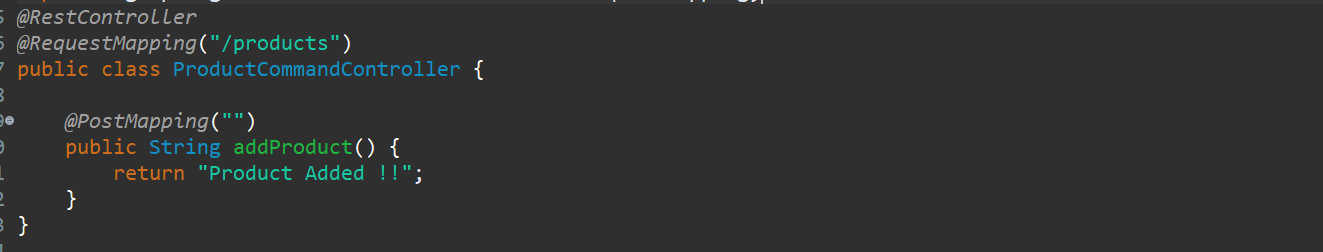 @RestController
@RequestMapping("/products")
public class ProductCommandController {
@PostMapping("")
public String addProduct() {
return "Product Added !!";
}
}